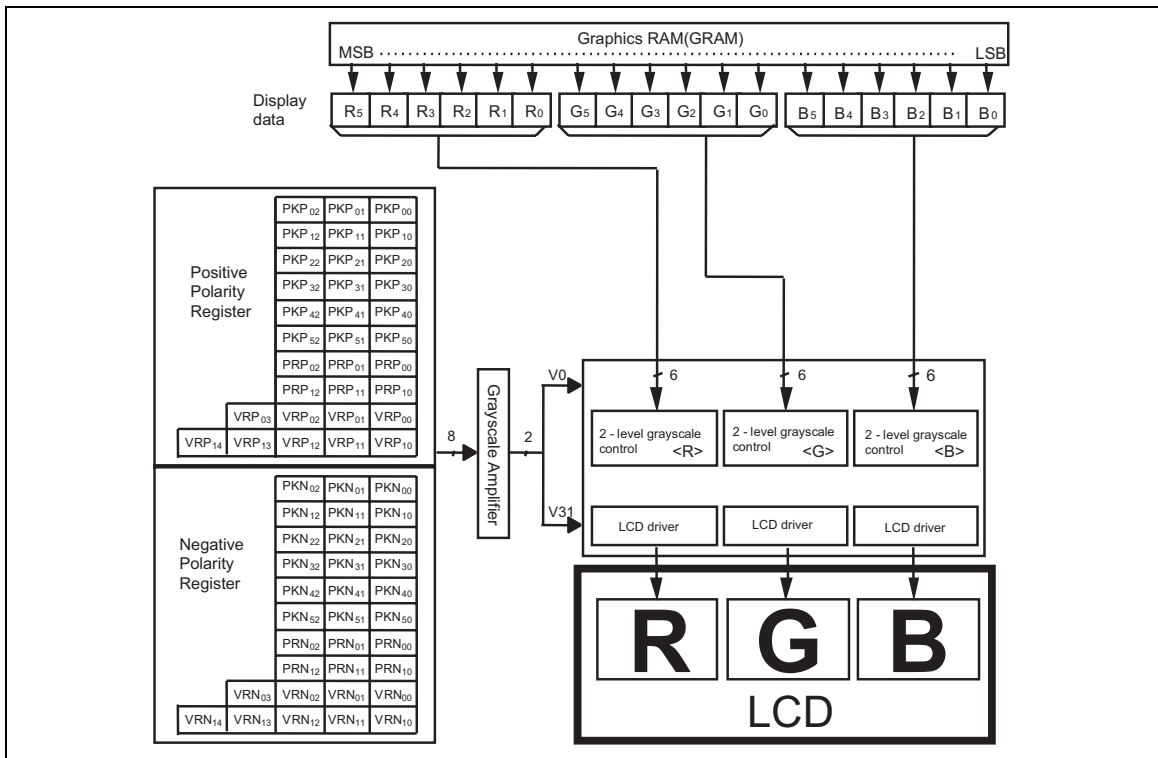 Graphics RAM(GRAM)
MSB LSB
Display data
R5 R4 R3 R2 R1 R0 G5 G4 G3 G2 G1 G0 B5 B4 B3 B2 B1 B0
Positive Polarity Register
PKP02 PKP01 PKP00
PKP12 PKP11 PKP10
PKP22 PKP21 PKP20
PKP32 PKP31 PKP30
PKP42 PKP41 PKP40
PKP52 PKP51 PKP50
PRP02 PRP01 PRP00
PRP12 PRP11 PRP10
VRP03 VRP02 VRP01 VRP00
VRP14 VRP13 VRP12 VRP11 VRP10
Negative Polarity Register
PKN02 PKN01 PKN00
PKN12 PKN11 PKN10
PKN22 PKN21 PKN20
PKN32 PKN31 PKN30
PKN42 PKN41 PKN40
PKN52 PKN51 PKN50
PRN02 PRN01 PRN00
PRN12 PRN11 PRN10
VRN03 VRN02 VRN01 VRN00
VRN14 VRN13 VRN12 VRN11 VRN10
8
Grayscale Amplifier
2
V0
V31
6 6 6
2 - level grayscale control <R>
2 - level grayscale control <G>
2 - level grayscale control <B>
LCD driver LCD driver LCD driver
R G B
LCD